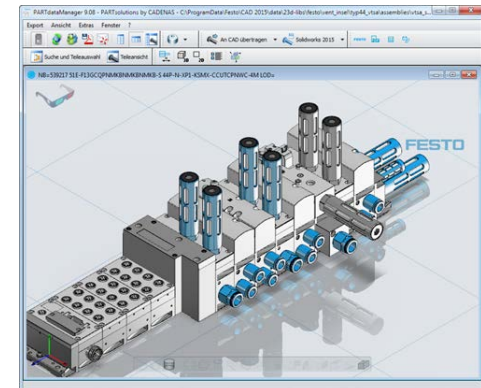 PARTdataManager 9.08 - PARTsolutions by CADENAS - C:\ProgramData\Festo\CAD 2015\data\23d-libs\festo\vent_insel\typ44_vtsa\assemblies\vtsa_s...
Export Ansicht Extras Fenster ?
An CAD übertragen
Solidworks 2015
Suche und Teileauswahl
Teileansicht
NB=539217 51E-F13GCQPNMKBNMKBNMKB-S 44P-N-XP1-KSMX-CCUTCPNWC-4M LOD=
FESTO